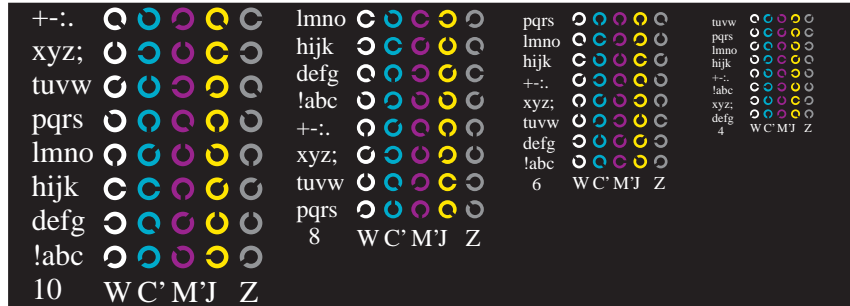 +-:.
xyz;
tuvw
pqrs
lmno
hijk
defg
!abc
10 W C' M'J Z
lmno
hijk
defg
!abc
+-:.
xyz;
tuvw
pqrs
8 W C' M'J Z
pqrs
lmno
hijk
+-:.
xyz;
tuvw
defg
!abc
6 W C' M'J Z
tuvw
pqrs
lmno
hijk
+-:.
!abc
xyz;
defg
4 W C' M'J Z